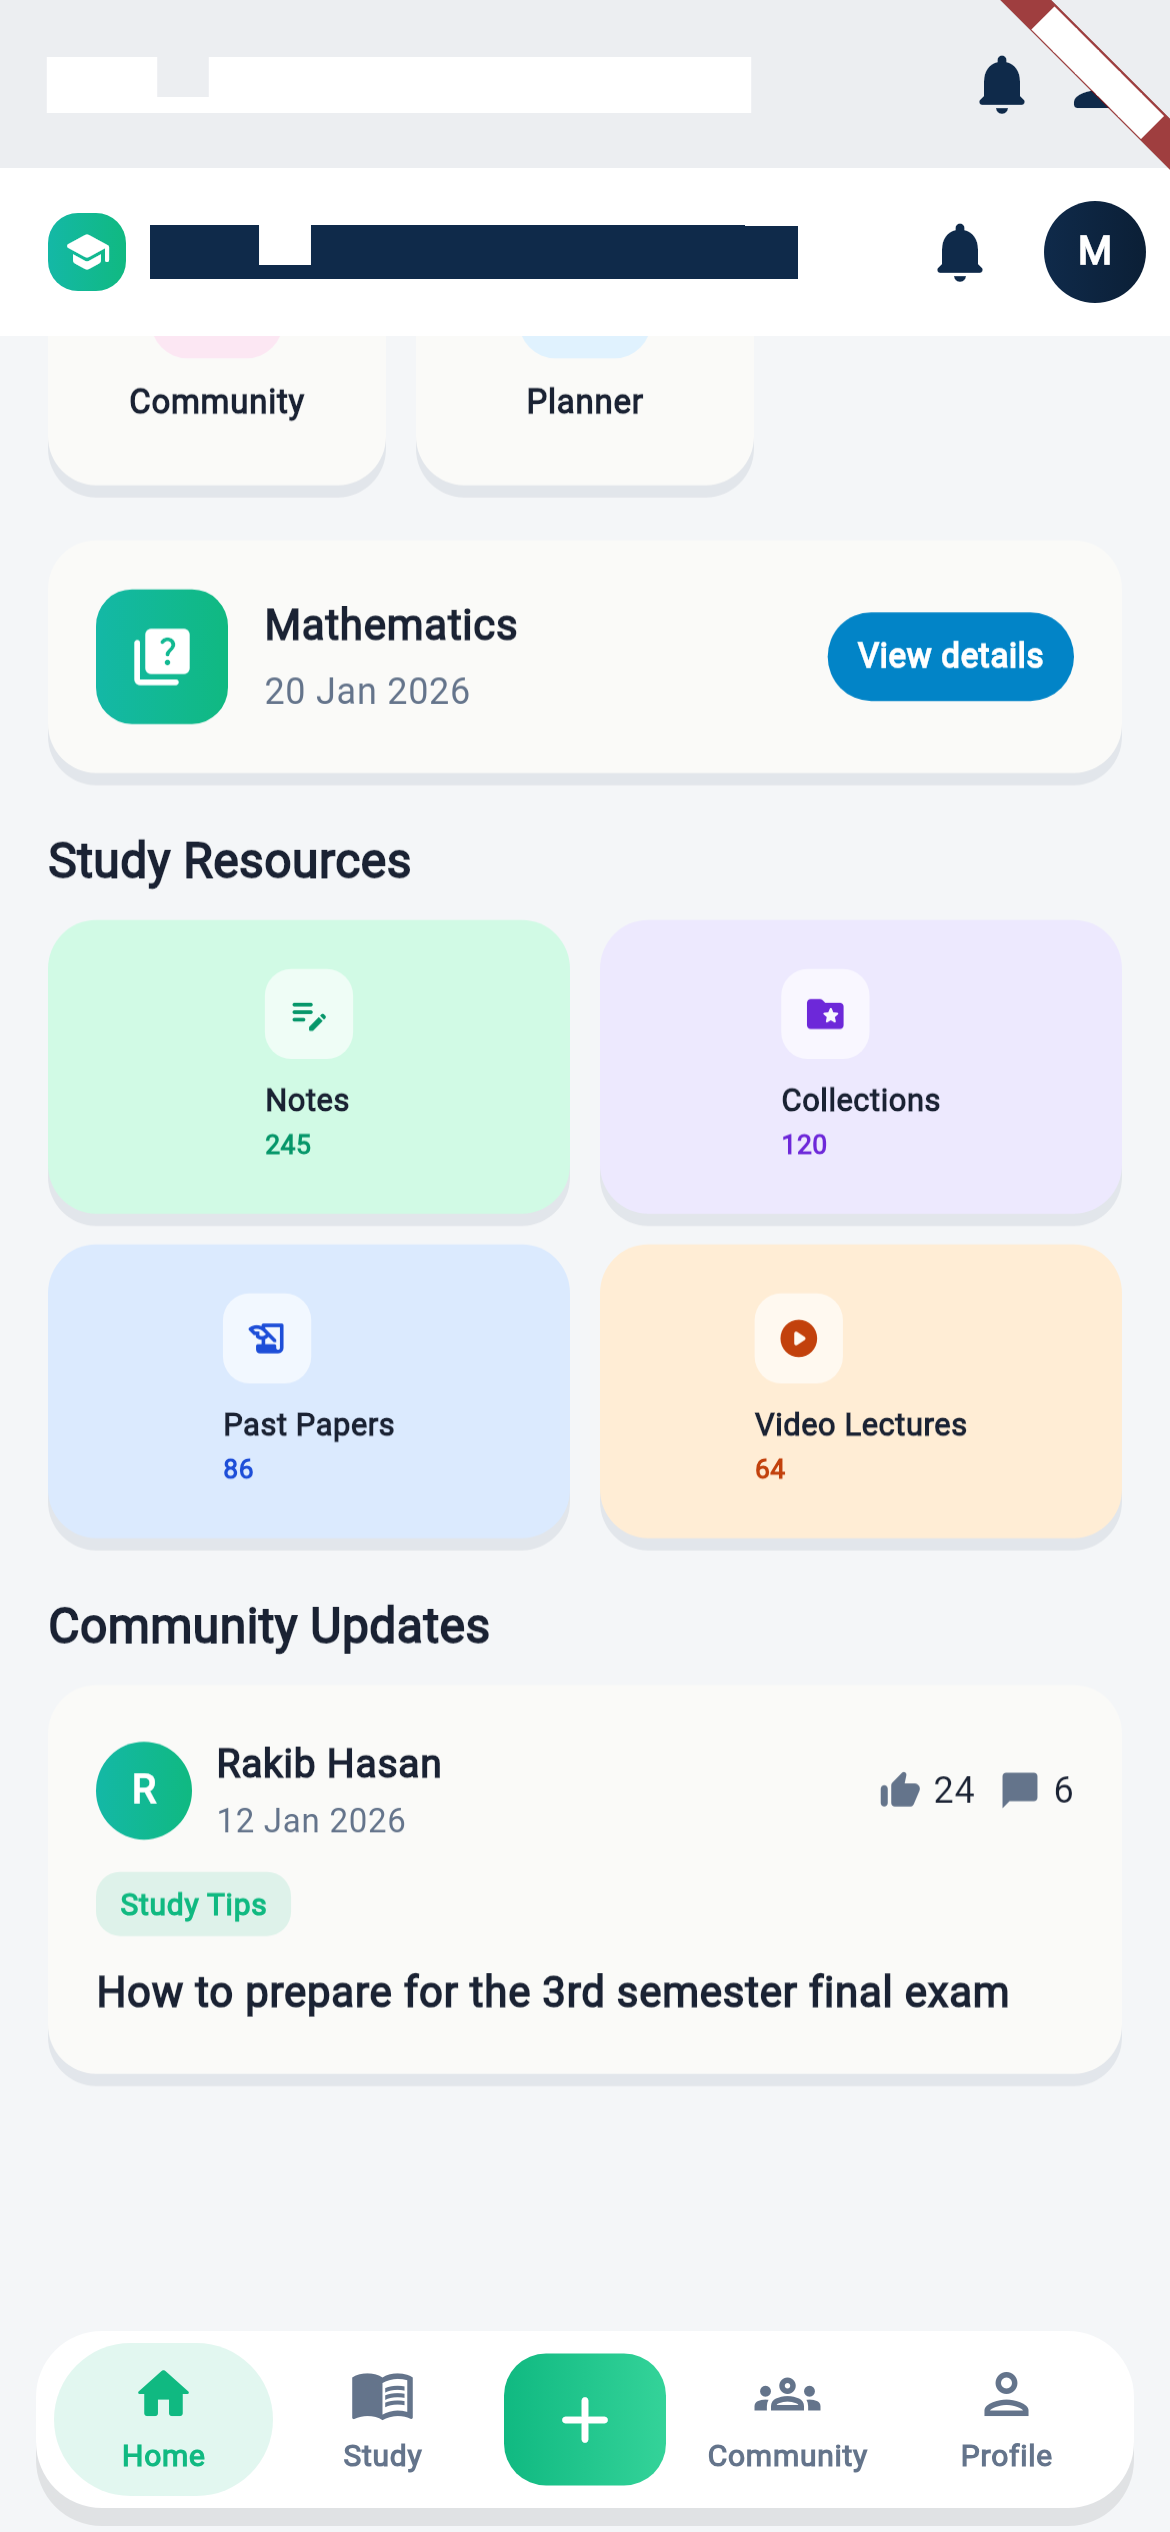 M
Community
Planner
Mathematics
20 Jan 2026
View details
Study Resources
Notes
245
Collections
120
Past Papers
86
Video Lectures
64
Community Updates
R
Rakib Hasan
12 Jan 2026
24
6
Study Tips
How to prepare for the 3rd semester final exam
Home
Study
Community
Profile